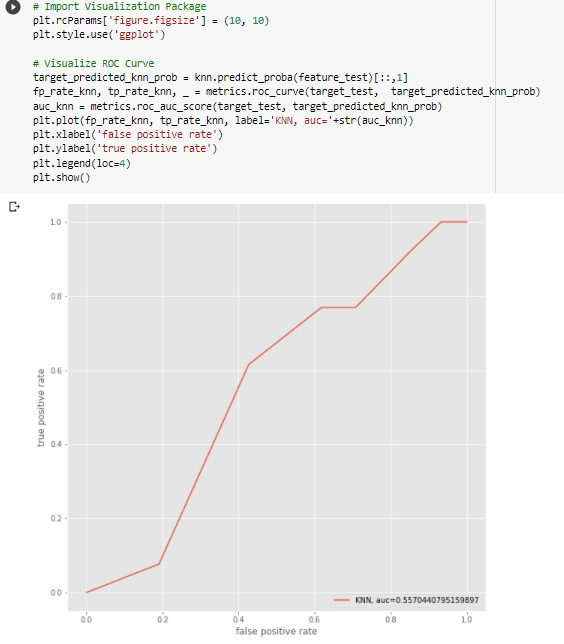 # Import Visualization Package
plt.rcParams['figure.figsize'] = (10, 10)
plt.style.use('ggplot')
# Visualize ROC Curve
target_predicted_knn_prob = knn.predict_proba(feature_test)[::,1]
fp_rate_knn, tp_rate_knn, _ = metrics.roc_curve(target_test,  target_predicted_knn_prob)
auc_knn = metrics.roc_auc_score(target_test, target_predicted_knn_prob)
plt.plot(fp_rate_knn, tp_rate_knn, label='KNN, auc='+str(auc_knn))
plt.xlabel('false positive rate')
plt.ylabel('true positive rate')
plt.legend(loc=4)
plt.show()
1.0
0.8
0.6
0.4
0.2
0.0
true positive rate
KNN, auc=0.5570440795159897
0.0 0.2 0.4 0.6 0.8 1.0
false positive rate